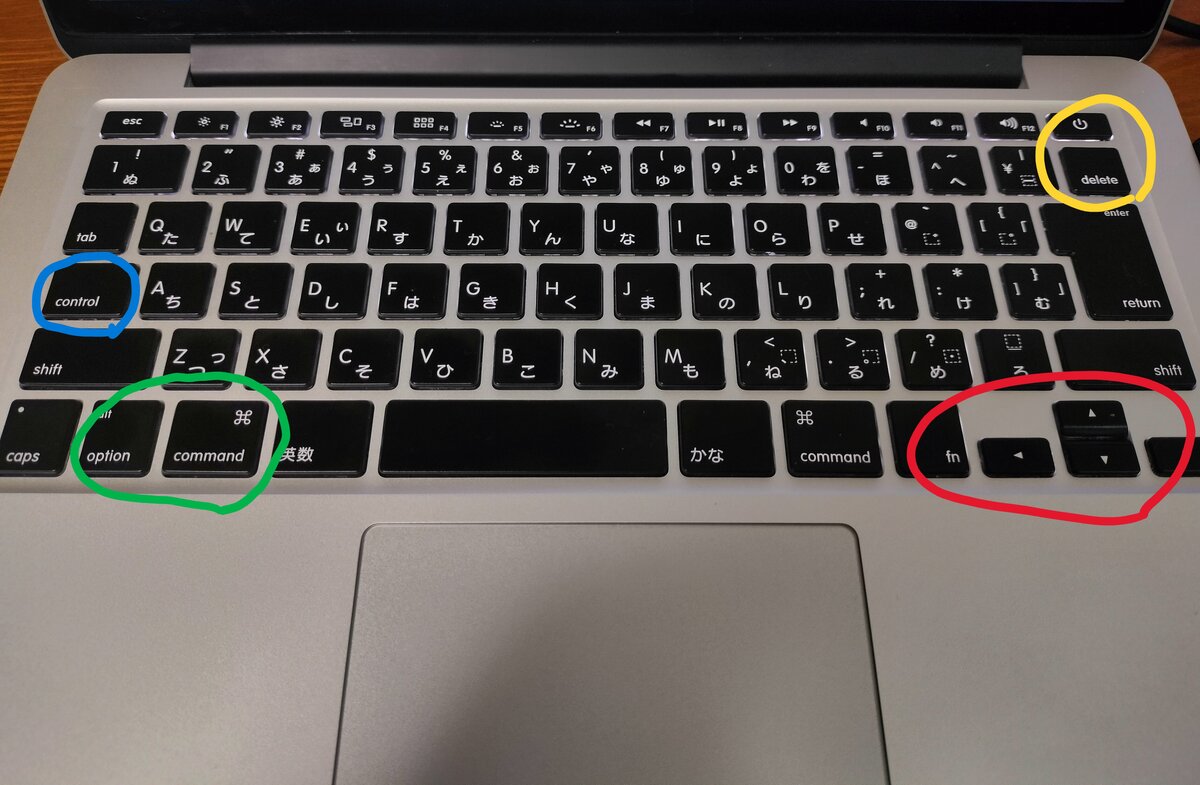 esc F1 F2 F3 F4 F5 F6 F7 F8 F9 F10 F11 F12
! " # $ % & ' ( ) = ~ |
1 ぬ 2 ふ 3 ぁ あ 4 ぅ う 5 ぇ え 6 ぉ お 7 ゃ や 8 ゅ ゆ 9 ょ よ 0 を わ - ほ ^ へ ¥ delete
tab Q た W て E ぃ い R す T か Y ん U な I に O ら P せ ` @ { [ enter
control A ち S と D し F は G き H く J ま K の L り + ; れ * : け } ] む return
shift Z っ つ X さ C そ V ひ B こ N み M も < , ね > . る ? / め ろ shift
caps alt option ⌘ command 英数 かな ⌘ command fn